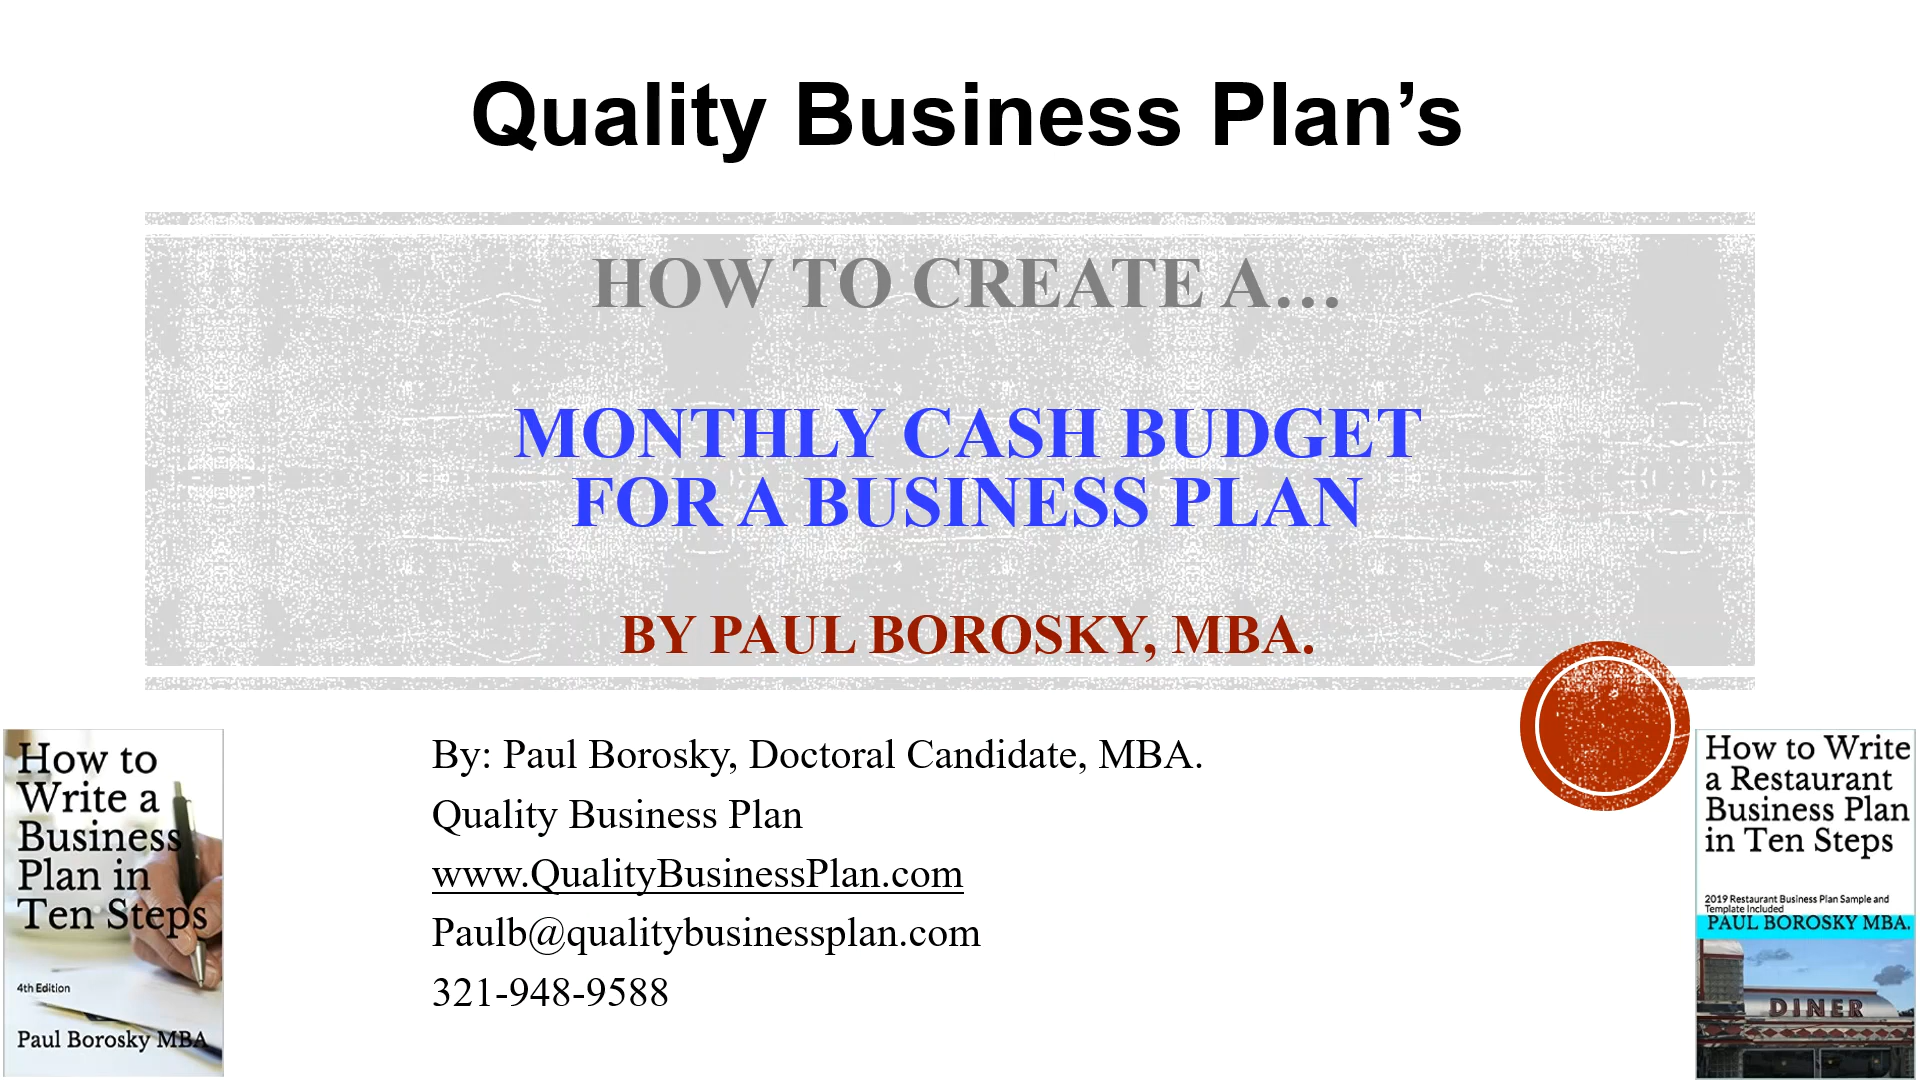 Quality Business Plan’s
HOW TO CREATE A…
MONTHLY CASH BUDGET
FOR A BUSINESS PLAN
BY PAUL BOROSKY, MBA.
By: Paul Borosky, Doctoral Candidate, MBA.
Quality Business Plan
www.QualityBusinessPlan.com
Paulb@qualitybusinessplan.com
321-948-9588
How to
Write a
Business
Plan in
Ten Steps
4th Edition
Paul Borosky MBA
How to Write
a Restaurant
Business Plan
in Ten Steps
2019 Restaurant Business Plan Sample and
Template Included
PAUL BOROSKY MBA.
DINER